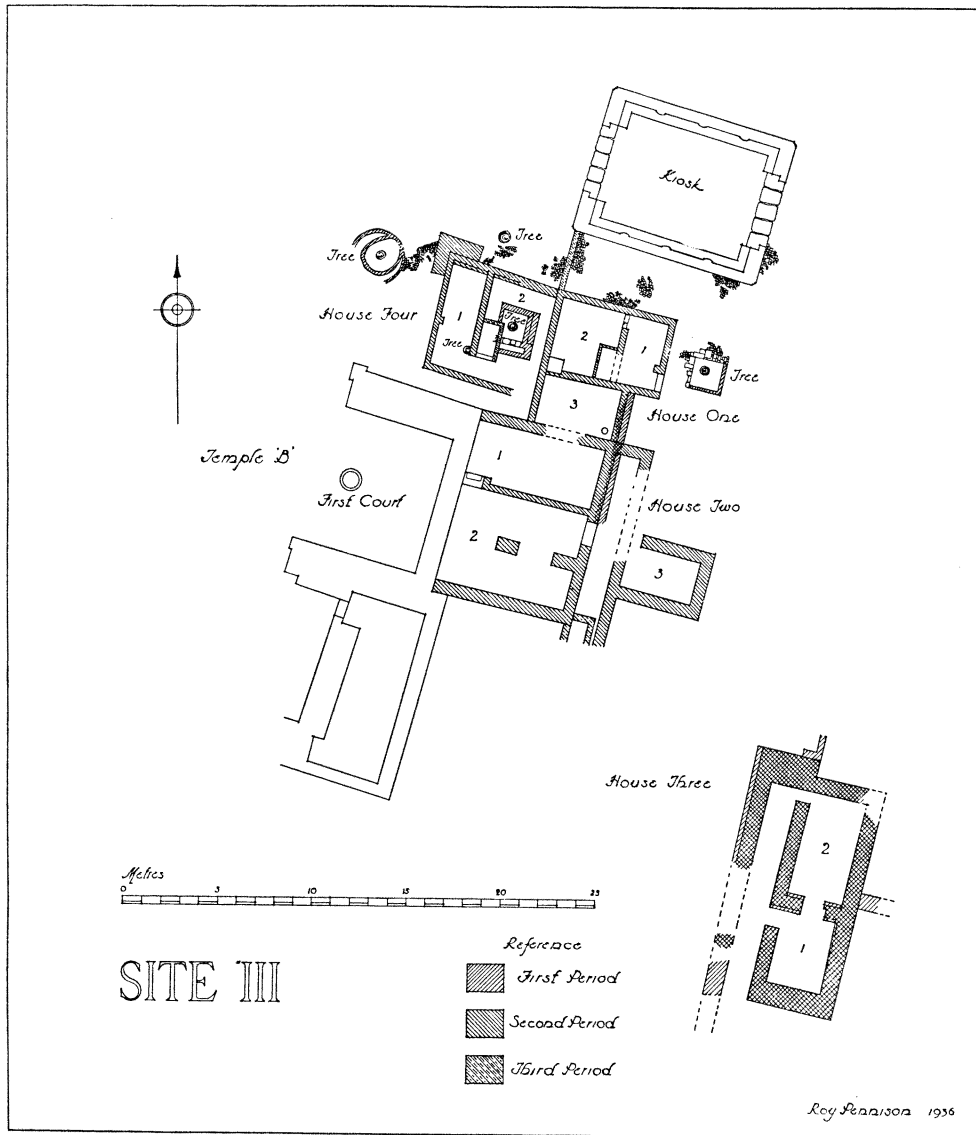 Kiosk
Tree
Tree
House Four
1
2
Tree
Tree
2
1
Tree
3
House One
Temple 'B'
1
First Court
House Two
2
3
House Three
2
1
Metres
0 5 10 15 20 25
SITE III
Reference
First Period
Second Period
Third Period
Roy Pennison 1936